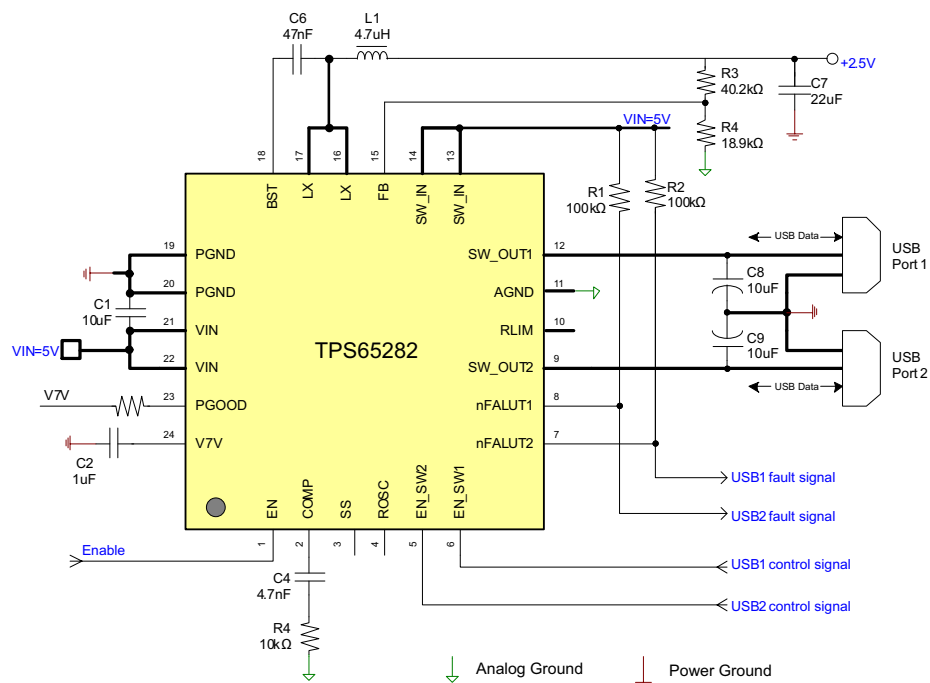 C6
47nF
L1
4.7uH
+2.5V
R3
40.2kΩ
C7
22uF
R4
18.9kΩ
VIN=5V
18
17
16
15
14
13
BST
LX
LX
FB
SW_IN
SW_IN
R1
100kΩ
R2
100kΩ
19
PGND
20
PGND
C1
10uF
21
VIN
VIN=5V
22
VIN
V7V
23
PGOOD
24
V7V
C2
1uF
TPS65282
SW_OUT1
12
AGND
11
RLIM
10
SW_OUT2
9
nFALUT1
8
nFALUT2
7
USB Data
USB
Port 1
C8
10uF
C9
10uF
USB
Port 2
USB Data
EN
COMP
SS
ROSC
EN_SW2
EN_SW1
1
2
3
4
5
6
USB1 fault signal
USB2 fault signal
Enable
USB1 control signal
USB2 control signal
C4
4.7nF
R4
10kΩ
Analog Ground
Power Ground